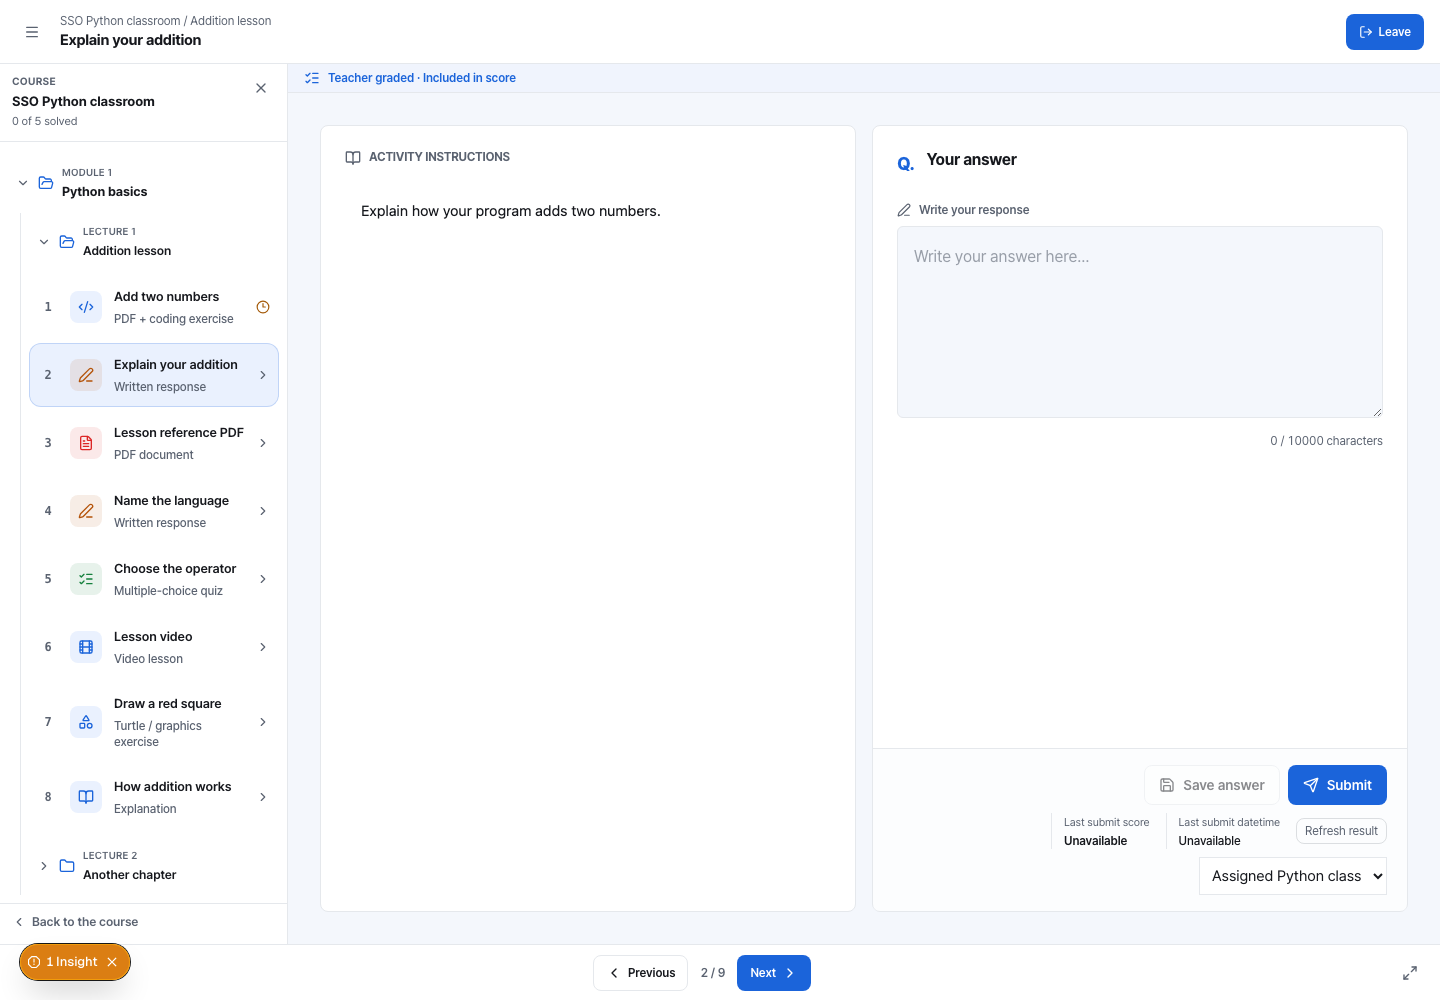 SSO Python classroom / Addition lesson
Explain your addition
Leave
COURSE
SSO Python classroom
0 of 5 solved
MODULE 1
Python basics
LECTURE 1
Addition lesson
1
Add two numbers
PDF + coding exercise
2
Explain your addition
Written response
3
Lesson reference PDF
PDF document
4
Name the language
Written response
5
Choose the operator
Multiple-choice quiz
6
Lesson video
Video lesson
7
Draw a red square
Turtle / graphics
exercise
8
How addition works
Explanation
LECTURE 2
Another chapter
Back to the course
1 Insight
Teacher graded · Included in score
ACTIVITY INSTRUCTIONS
Explain how your program adds two numbers.
Q.
Your answer
Write your response
Write your answer here...
0 / 10000 characters
Save answer
Submit
Last submit score
Unavailable
Last submit datetime
Unavailable
Refresh result
Assigned Python class
Previous
2 / 9
Next